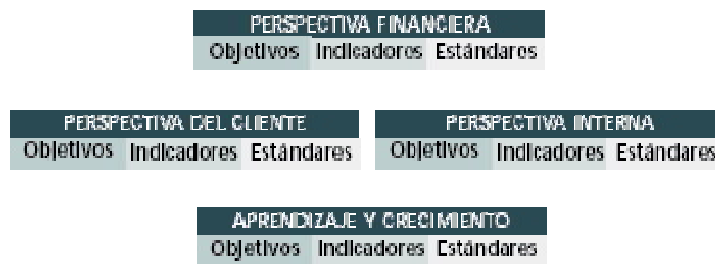 PERSPECTIVA FINANCIERA
Objetivos Indicadores Estándares
PERSPECTIVA DEL CLIENTE
Objetivos Indicadores Estándares
PERSPECTIVA INTERNA
Objetivos Indicadores Estándares
APRENDIZAJE Y CRECIMIENTO
Objetivos Indicadores Estándares